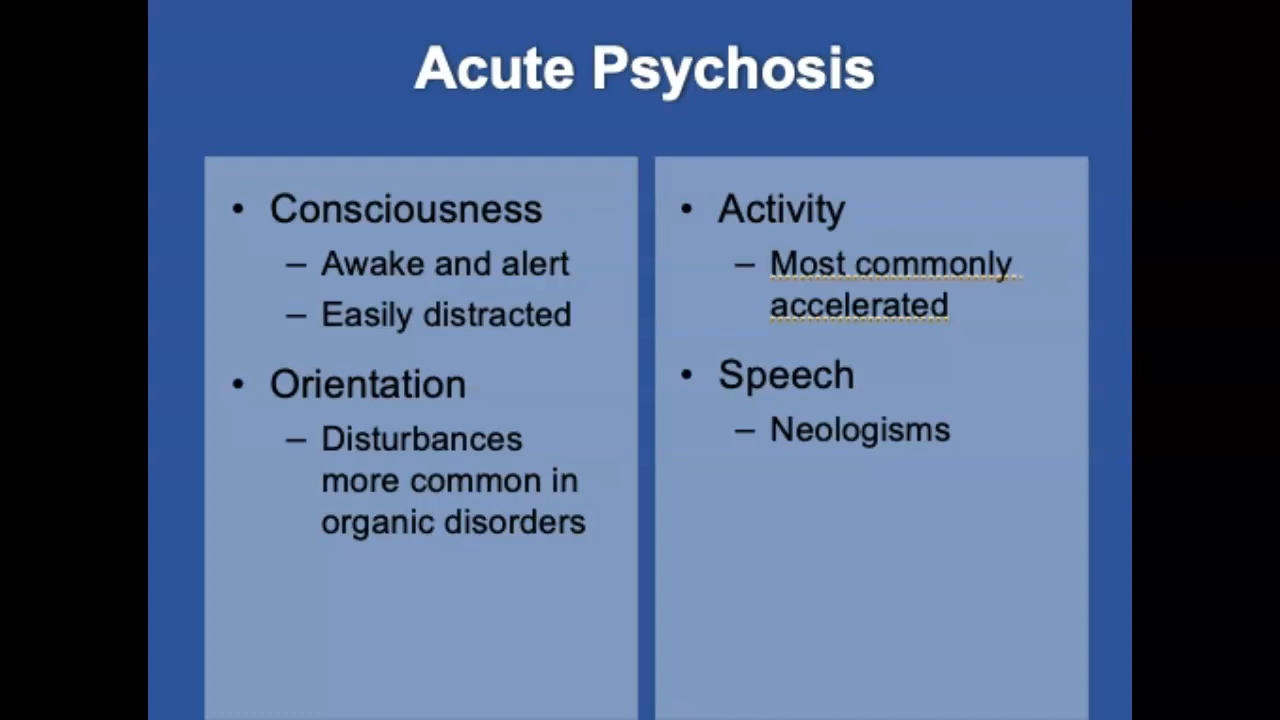 Acute Psychosis
• Consciousness
– Awake and alert
– Easily distracted
• Orientation
– Disturbances
more common in
organic disorders
• Activity
– Most commonly
accelerated
• Speech
– Neologisms